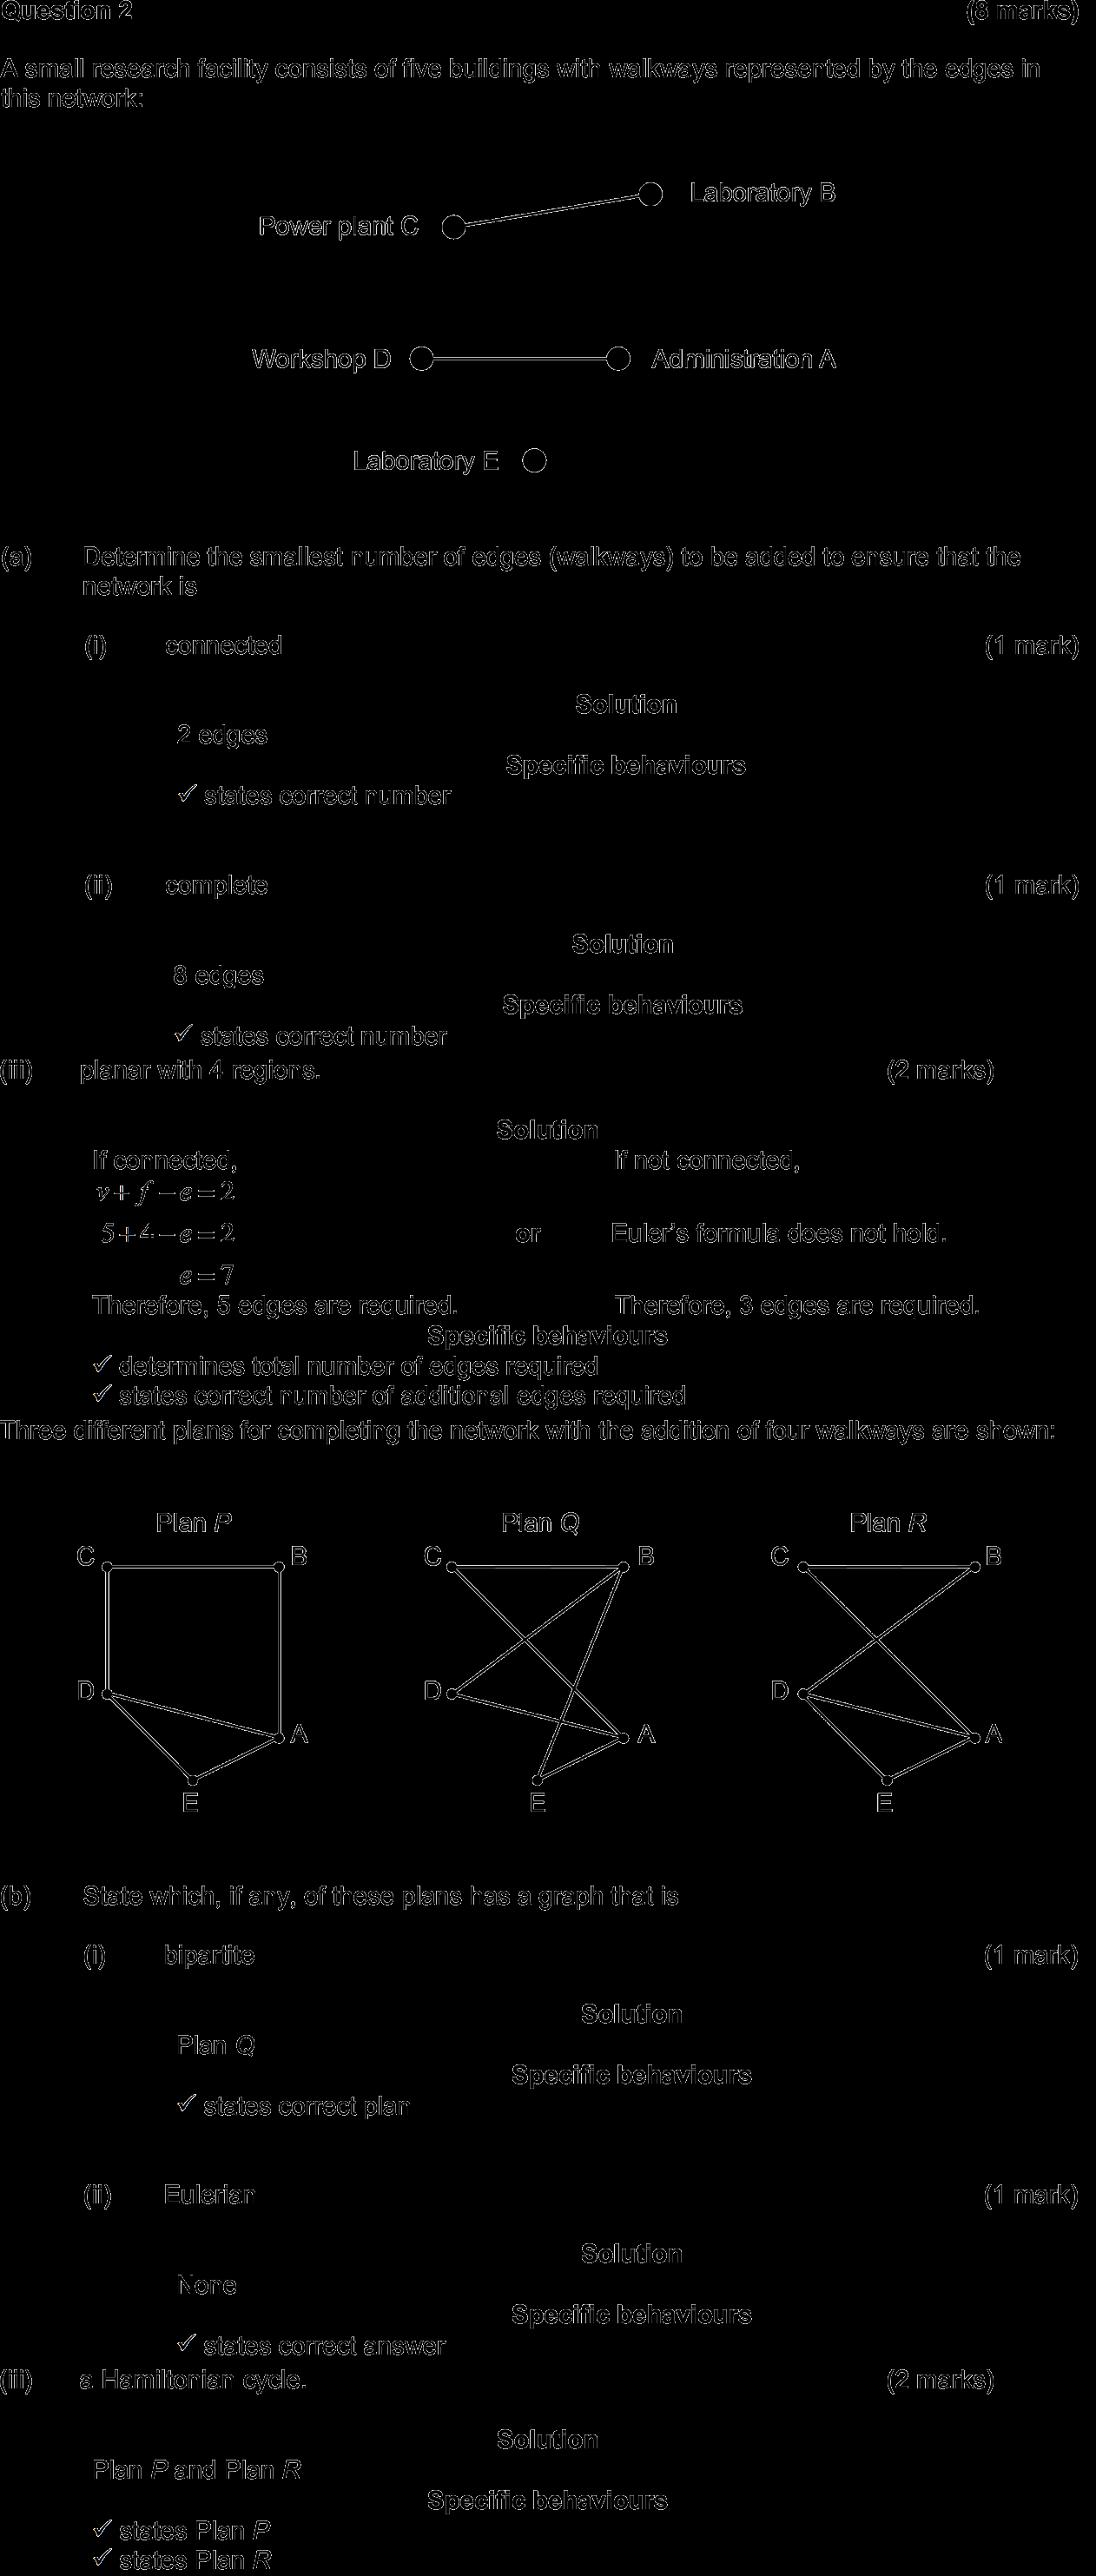 Question 2 (8 marks)
A small research facility consists of five buildings with walkways represented by the edges in
this network:
Laboratory B
Power plant C
Workshop D Administration A
Laboratory E
(a) Determine the smallest number of edges (walkways) to be added to ensure that the
network is
(i) connected (1 mark)
Solution
2 edges
Specific behaviours
✓ states correct number
(ii) complete (1 mark)
Solution
8 edges
Specific behaviours
✓ states correct number
(iii) planar with 4 regions. (2 marks)
Solution
If connected, If not connected,
v + f − e = 2
5 + 4 − e = 2 or Euler's formula does not hold.
e = 7
Therefore, 5 edges are required. Therefore, 3 edges are required.
Specific behaviours
✓ determines total number of edges required
✓ states correct number of additional edges required
Three different plans for completing the network with the addition of four walkways are shown:
Plan P Plan Q Plan R
C B C B C B
D D D
A A A
E E E
(b) State which, if any, of these plans has a graph that is
(i) bipartite (1 mark)
Solution
Plan Q
Specific behaviours
✓ states correct plan
(ii) Eulerian (1 mark)
Solution
None
Specific behaviours
✓ states correct answer
(iii) a Hamiltonian cycle. (2 marks)
Solution
Plan P and Plan R
Specific behaviours
✓ states Plan P
✓ states Plan R